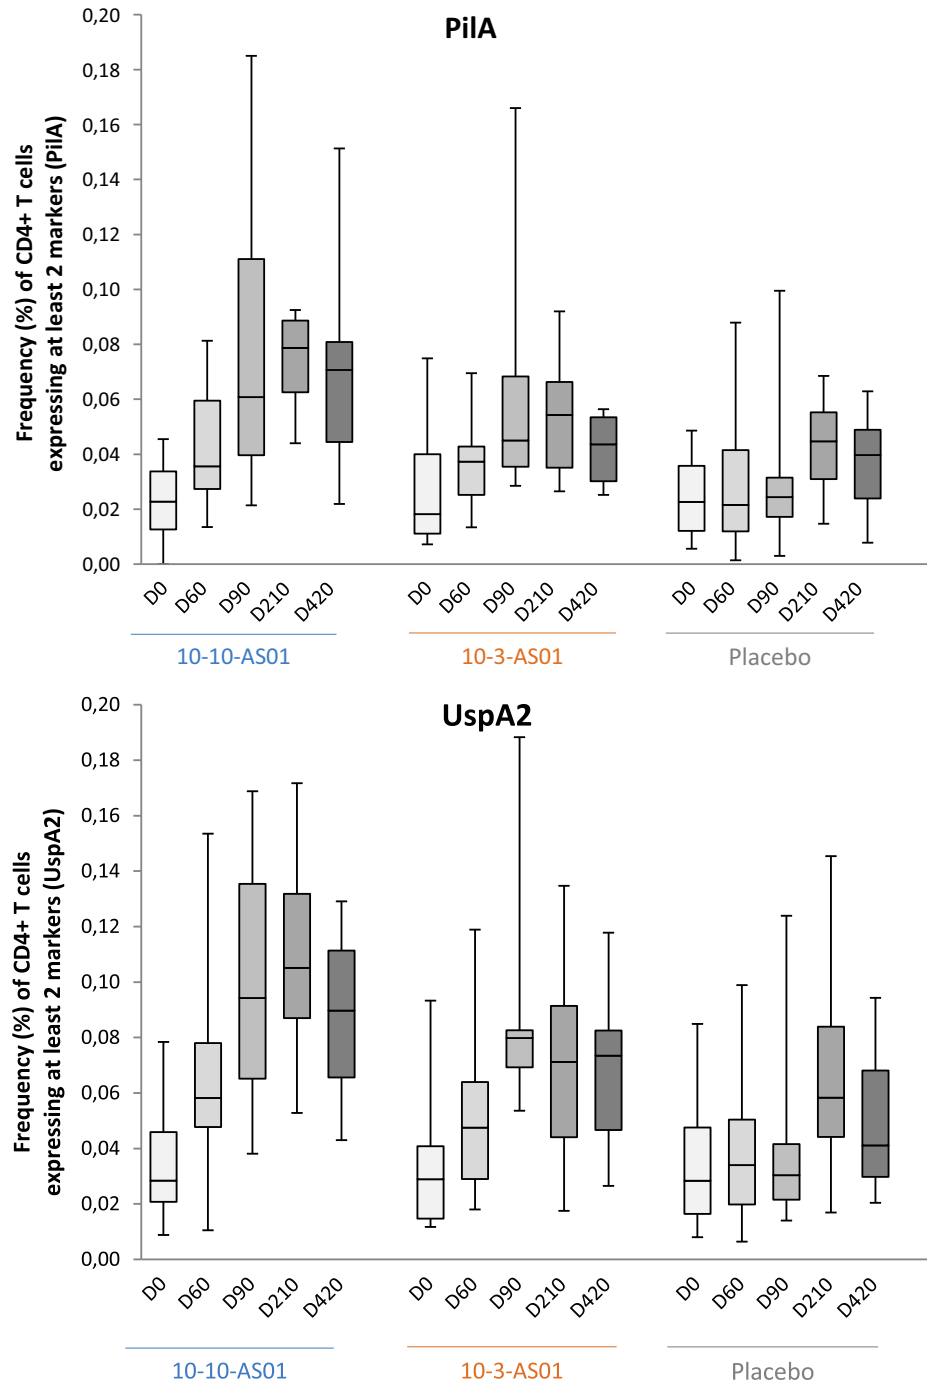 PilA
Frequency (%) of CD4+ T cells
expressing at least 2 markers (PilA)
0,20
0,18
0,16
0,14
0,12
0,10
0,08
0,06
0,04
0,02
0,00
D0 D60 D90 D210 D420 D0 D60 D90 D210 D420 D0 D60 D90 D210 D420
10-10-AS01 10-3-AS01 Placebo
UspA2
Frequency (%) of CD4+ T cells
expressing at least 2 markers (UspA2)
0,20
0,18
0,16
0,14
0,12
0,10
0,08
0,06
0,04
0,02
0,00
D0 D60 D90 D210 D420 D0 D60 D90 D210 D420 D0 D60 D90 D210 D420
10-10-AS01 10-3-AS01 Placebo